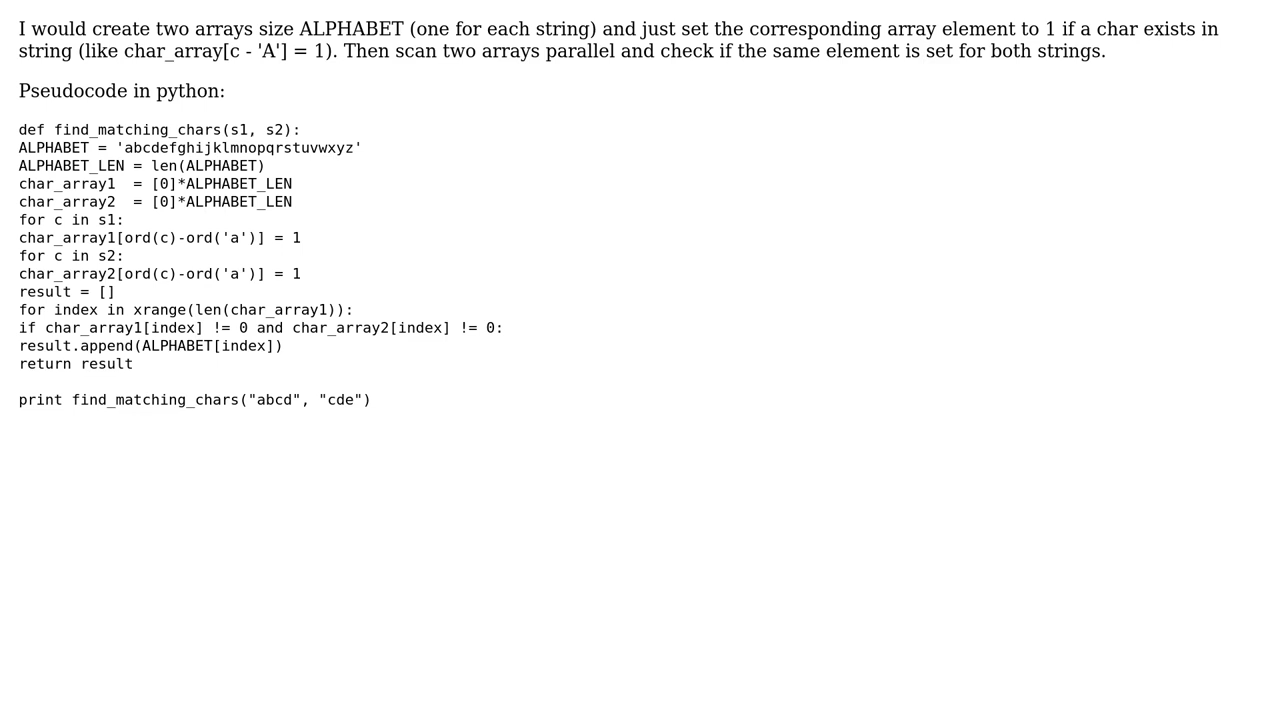 I would create two arrays size ALPHABET (one for each string) and just set the corresponding array element to 1 if a char exists in
string (like char_array[c - 'A'] = 1). Then scan two arrays parallel and check if the same element is set for both strings.
Pseudocode in python:
def find_matching_chars(s1, s2):
ALPHABET = 'abcdefghijklmnopqrstuvwxyz'
ALPHABET_LEN = len(ALPHABET)
char_array1  = [0]*ALPHABET_LEN
char_array2  = [0]*ALPHABET_LEN
for c in s1:
char_array1[ord(c)-ord('a')] = 1
for c in s2:
char_array2[ord(c)-ord('a')] = 1
result = []
for index in xrange(len(char_array1)):
if char_array1[index] != 0 and char_array2[index] != 0:
result.append(ALPHABET[index])
return result
print find_matching_chars("abcd", "cde")